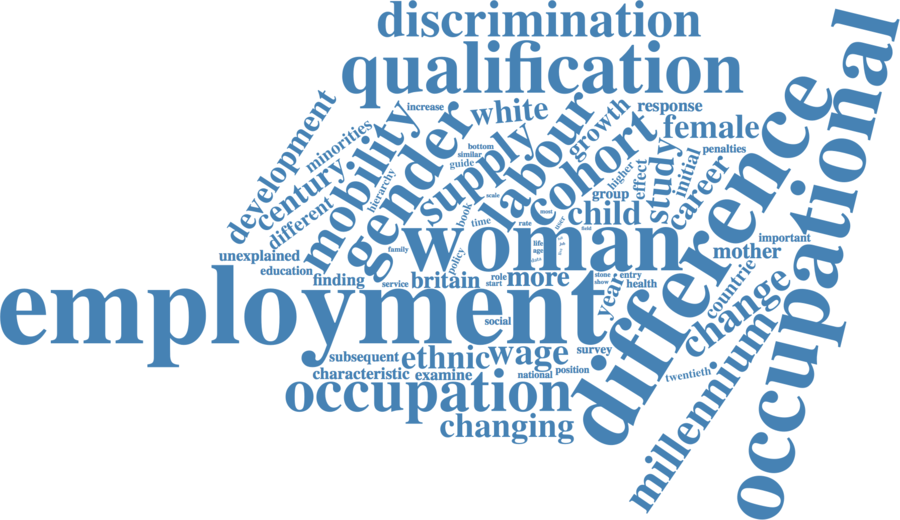 discrimination
qualification
occupational
difference
employment
woman
gender
mobility
supply
labour
cohort
occupation
millennium
development
century
minorities
different
hierarchy
increase
white
growth
response
female
penalties
study
initial
career
effect
higher
group
child
bottom
similar
guide
scale
book
time
rate
most
user
field
unexplained
education
finding
family
service
britain
policy
role
start
more
life
age
data
stone
show
entry
health
year
mother
important
countrie
change
age
social
subsequent
ethnic
wage
survey
characteristic
examine
national
position
twentieth
changing